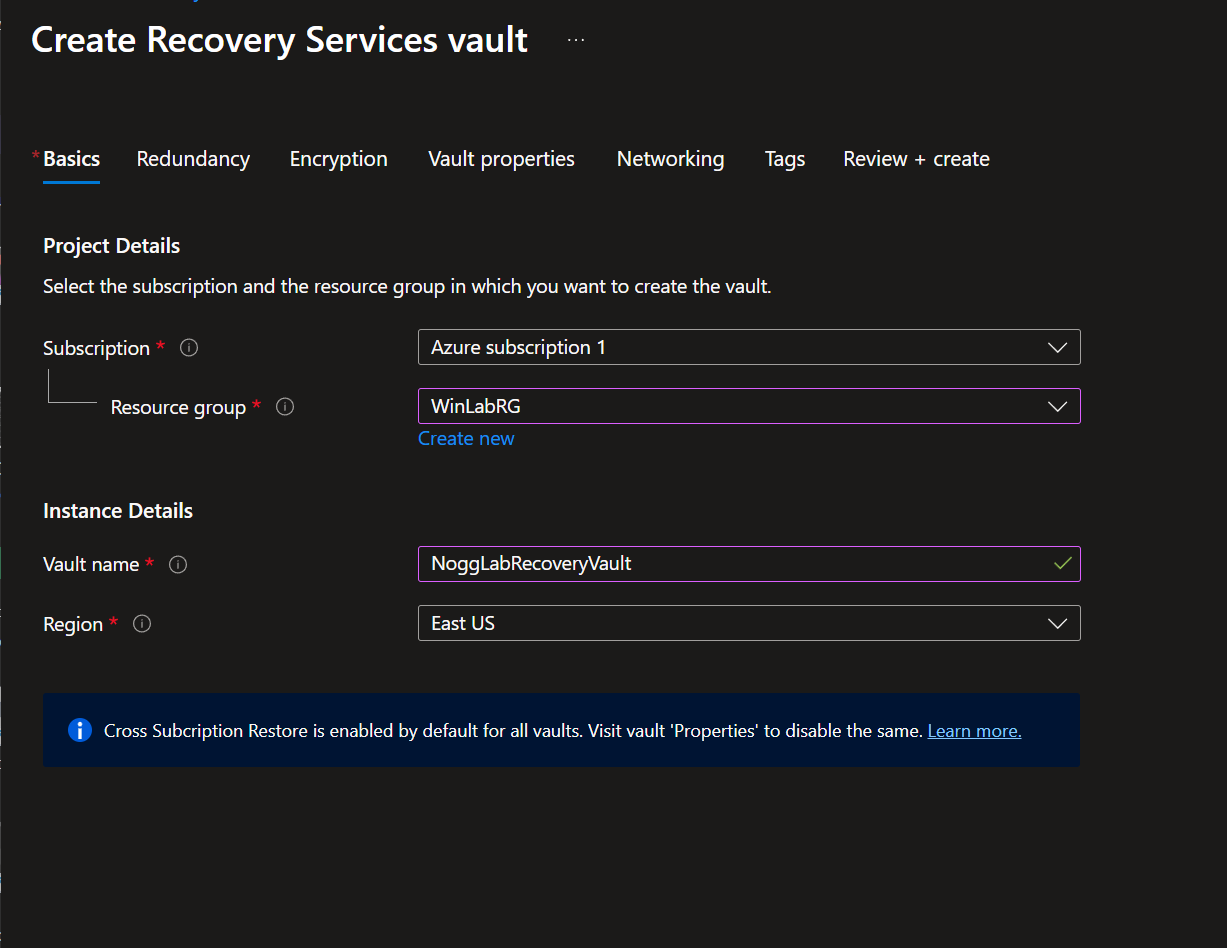 Create Recovery Services vault ...
* Basics Redundancy Encryption Vault properties Networking Tags Review + create
Project Details
Select the subscription and the resource group in which you want to create the vault.
Subscription * Azure subscription 1
Resource group * WinLabRG
Create new
Instance Details
Vault name * NoggLabRecoveryVault
Region * East US
Cross Subcription Restore is enabled by default for all vaults. Visit vault 'Properties' to disable the same. Learn more.